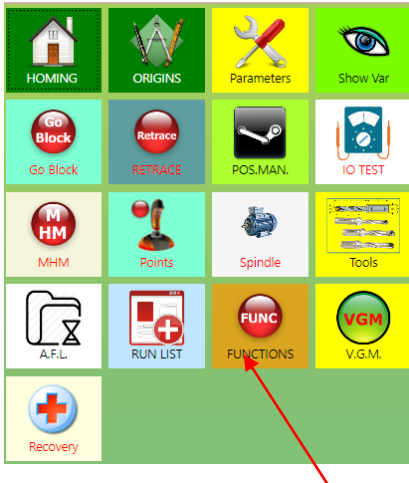 HOMING
ORIGINS
Parameters
Show Var
Go
Block
Go Block
Retrace
RETRACE
POS.MAN.
IO TEST
M
HM
MHM
Points
Spindle
Tools
A.F.L.
RUN LIST
FUNC
FUNCTIONS
VGM
V.G.M.
Recovery